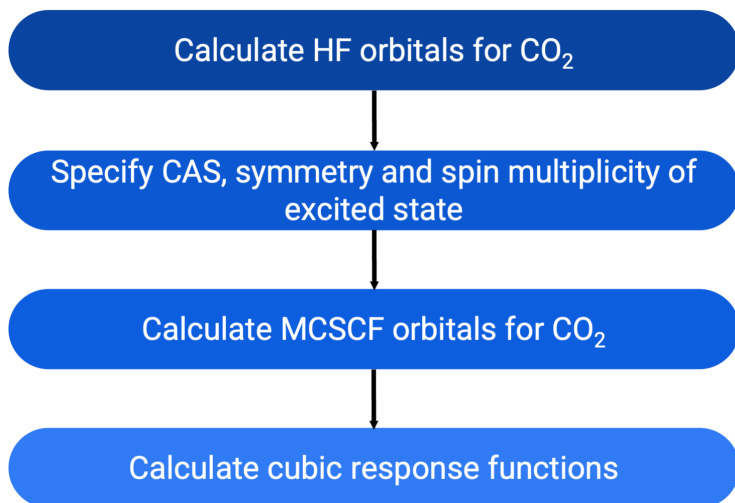 Calculate HF orbitals for CO₂
Specify CAS, symmetry and spin multiplicity of
excited state
Calculate MCSCF orbitals for CO₂
Calculate cubic response functions